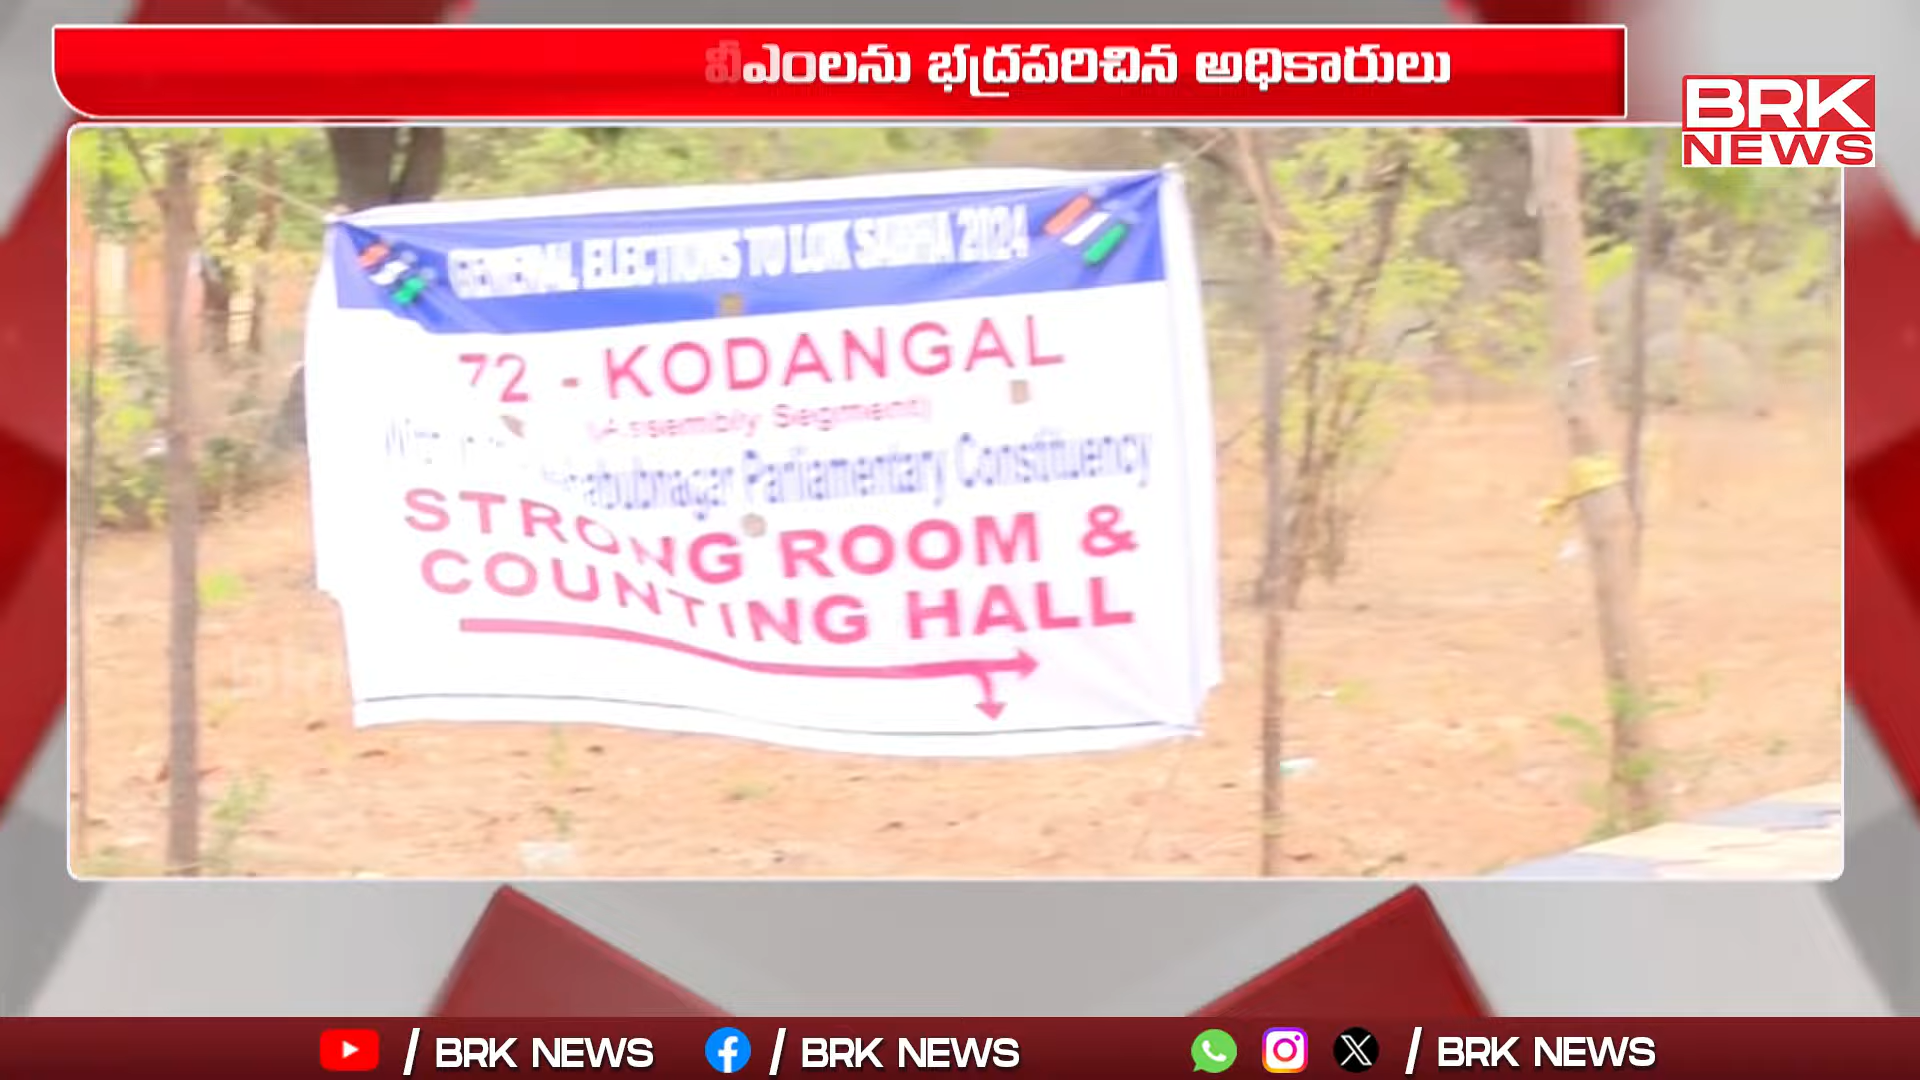 వీఎంలను భద్రపరిచిన అధికారులు
BRK
NEWS
GENERAL ELECTIONS TO LOK SABHA 2024
72 - KODANGAL
(Assembly Segment)
Parliamentary Constituency
STRONG ROOM &
COUNTING HALL
/ BRK NEWS / BRK NEWS / BRK NEWS